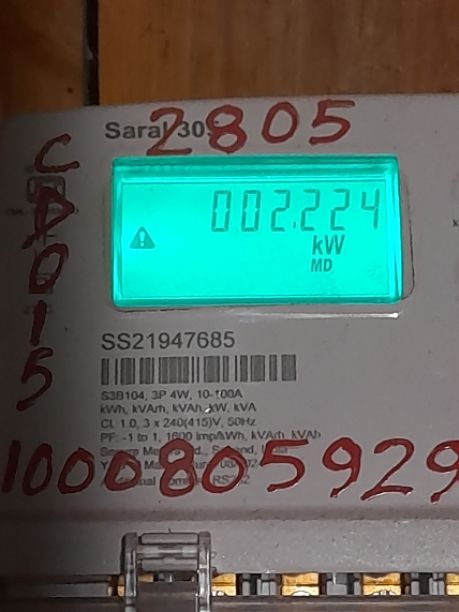 Saral 305
2805
CD015
002.224
kW
MD
SS21947685
S3B104, 3P 4W, 10-100A
kWh, kVArh, kVAh, kW, kVA
Cl. 1.0, 3 x 240(415)V, 50Hz
PF: -1 to 1, 1600 imp/kWh, kVArh, kVAh
1000805929